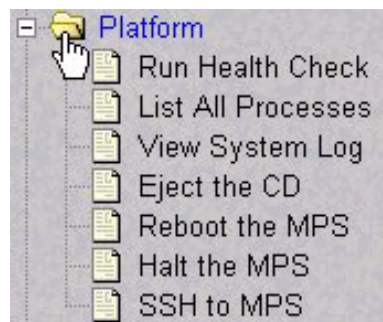 Platform
Run Health Check
List All Processes
View System Log
Eject the CD
Reboot the MPS
Halt the MPS
SSH to MPS